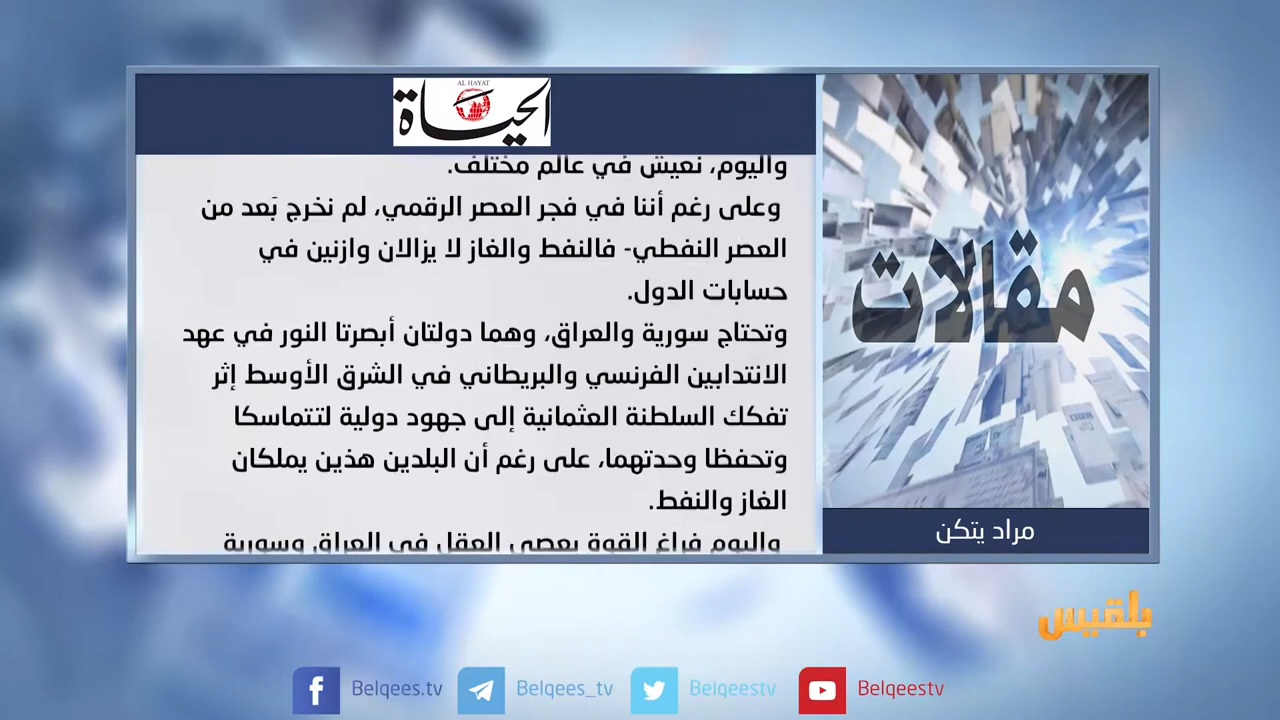 AL HAYAT
الحياة
واليوم، نعيش في عالم مختلف.
وعلى رغم أننا في فجر العصر الرقمي، لم نخرج بَعد من
العصر النفطي- فالنفط والغاز لا يزالان وازنين في
حسابات الدول.
وتحتاج سورية والعراق، وهما دولتان أبصرتا النور في عهد
الانتدابين الفرنسي والبريطاني في الشرق الأوسط إثر
تفكك السلطنة العثمانية إلى جهود دولية لتتماسكا
وتحفظا وحدتهما، على رغم أن البلدين هذين يملكان
الغاز والنفط.
واليوم فراغ القوة يعصى العقل في العراق وسورية
مقالات
مراد يتكن
بلقيس
Belqees.tv
Belqees_tv
Belqeestv
Belqeestv